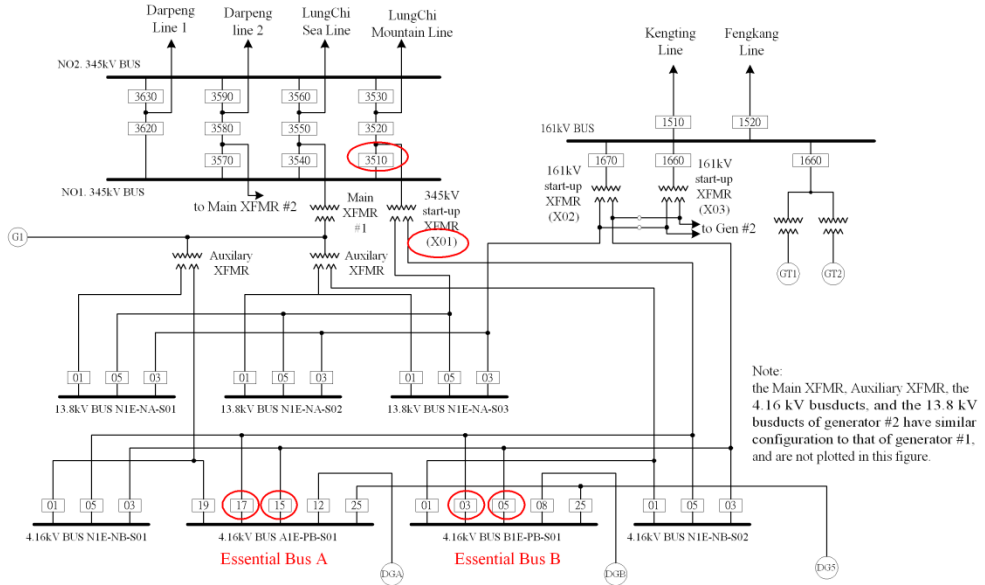 Darpeng
Line 1
Darpeng
line 2
LungChi
Sea Line
LungChi
Mountain Line
Kengting
Line
Fengkang
Line
NO2. 345kV BUS
3630
3590
3560
3530
3620
3580
3550
3520
3570
3540
3510
NO1. 345kV BUS
1510
1520
161kV BUS
1670
1660
1660
161kV
start-up
XFMR
(X02)
161kV
start-up
XFMR
(X03)
to Main XFMR #2
Main
XFMR
#1
345kV
start-up
XFMR
(X01)
to Gen #2
G1
Auxilary
XFMR
Auxilary
XFMR
GT1
GT2
01
05
03
01
05
03
01
05
03
13.8kV BUS N1E-NA-S01
13.8kV BUS N1E-NA-S02
13.8kV BUS N1E-NA-S03
Note:
the Main XFMR, Auxiliary XFMR, the
4.16 kV busducts, and the 13.8 kV
busducts of generator #2 have similar
configuration to that of generator #1,
and are not plotted in this figure.
01
05
03
19
17
15
12
25
01
03
05
08
25
01
05
03
4.16kV BUS N1E-NB-S01
4.16kV BUS A1E-PB-S01
4.16kV BUS B1E-PB-S01
4.16kV BUS N1E-NB-S02
Essential Bus A
Essential Bus B
DGA
DGB
DG5